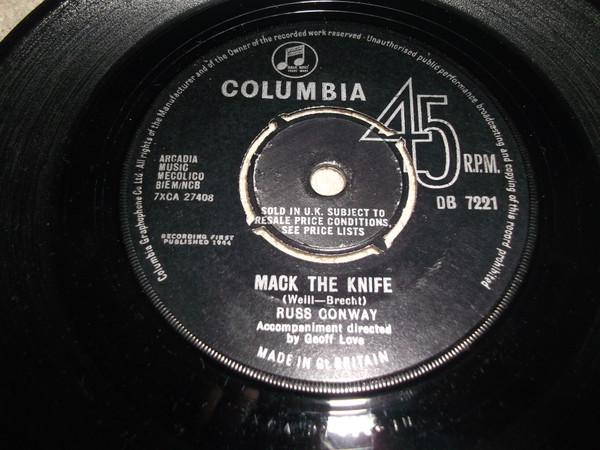 Columbia Graphophone Co Ltd All rights of the Manufacturer and of the Owner of the recorded work reserved · Unauthorised public performance broadcasting and copying of this record prohibited
COLUMBIA
45
R.P.M.
ARCADIA
MUSIC
MECOLICO
BIEM/NCB
7XCA 27408
DB 7221
SOLD IN U.K. SUBJECT TO
RESALE PRICE CONDITIONS,
SEE PRICE LISTS
RECORDING FIRST
PUBLISHED 1964
MACK THE KNIFE
(Weill—Brecht)
RUSS CONWAY
Accompaniment directed
by Geoff Love
MADE IN Gt. BRITAIN